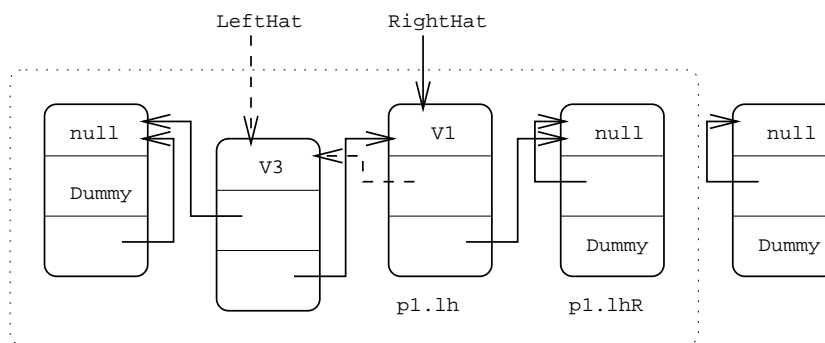 LeftHat RightHat
null V1 null null
V3
Dummy
Dummy Dummy
p1.lh p1.lhR